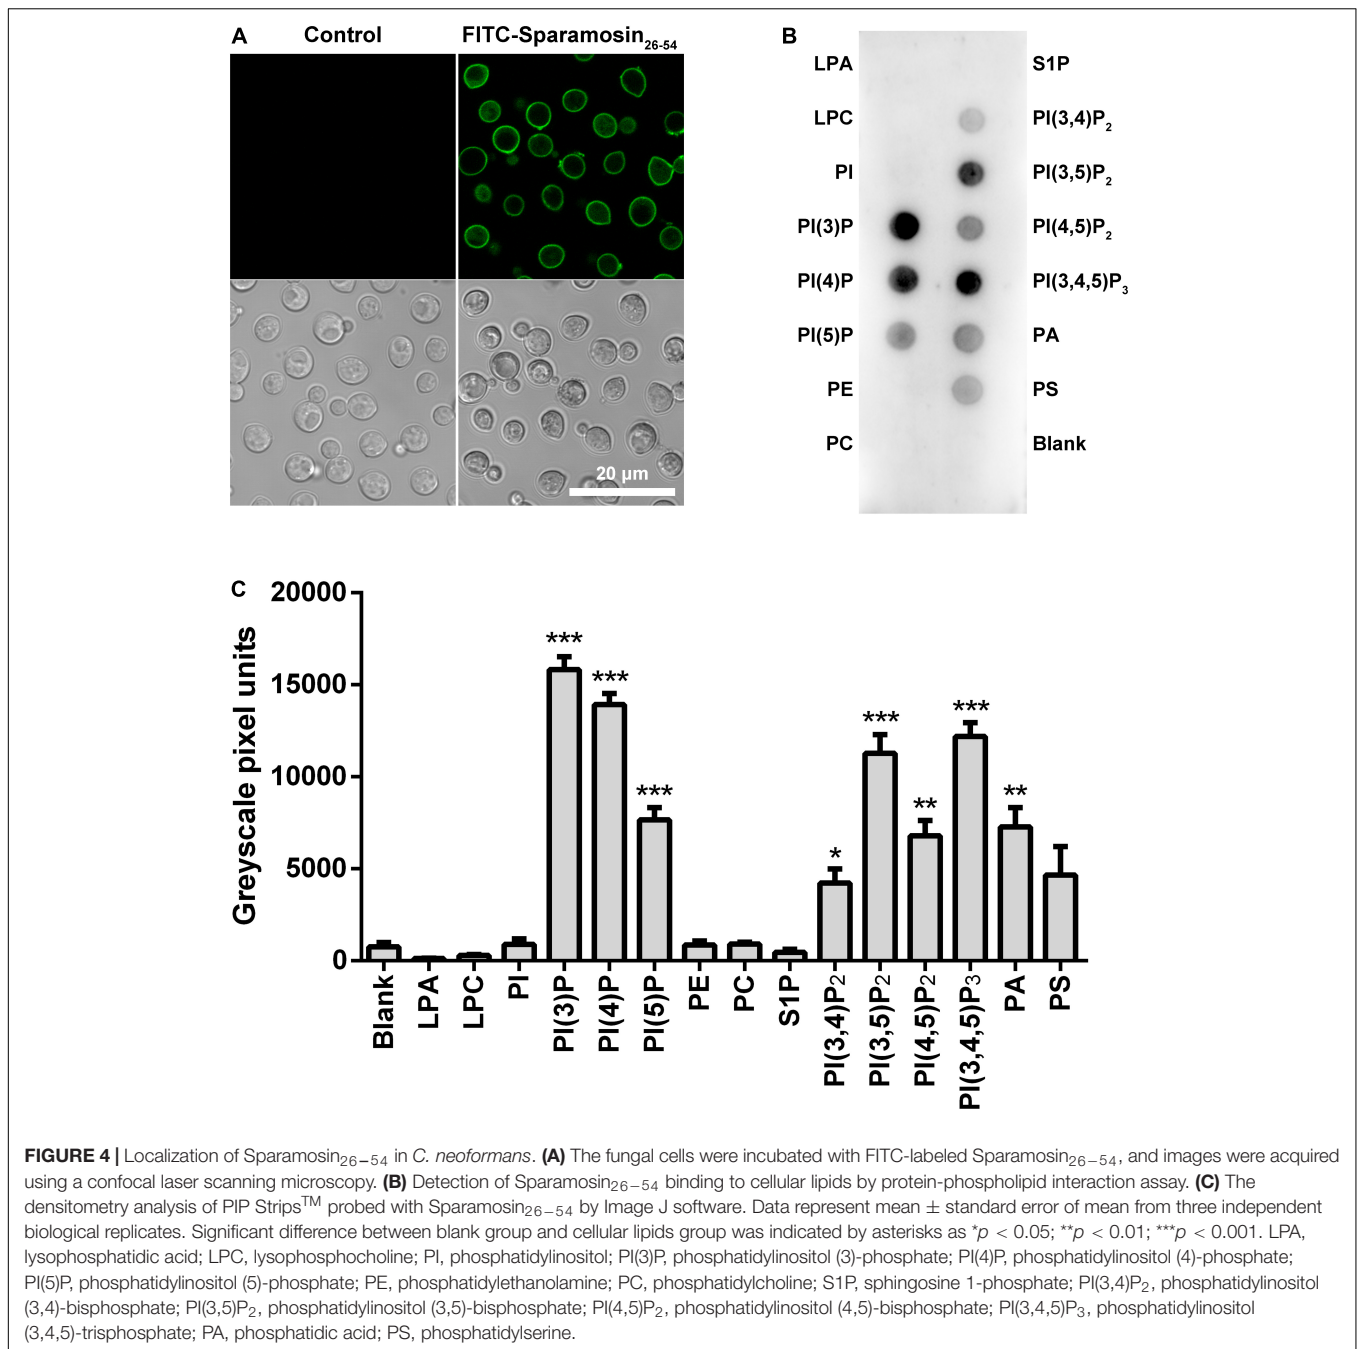 A
Control
FITC-Sparamosin26-54
20 µm
B
LPA
LPC
PI
PI(3)P
PI(4)P
PI(5)P
PE
PC
S1P
PI(3,4)P2
PI(3,5)P2
PI(4,5)P2
PI(3,4,5)P3
PA
PS
Blank
C
Greyscale pixel units
20000
15000
10000
5000
0
***
***
***
*
***
**
***
**
Blank
LPA
LPC
PI
PI(3)P
PI(4)P
PI(5)P
PE
PC
S1P
PI(3,4)P2
PI(3,5)P2
PI(4,5)P2
PI(3,4,5)P3
PA
PS
FIGURE 4 | Localization of Sparamosin26−54 in C. neoformans. (A) The fungal cells were incubated with FITC-labeled Sparamosin26−54, and images were acquired
using a confocal laser scanning microscopy. (B) Detection of Sparamosin26−54 binding to cellular lipids by protein-phospholipid interaction assay. (C) The
densitometry analysis of PIP Strips™ probed with Sparamosin26−54 by Image J software. Data represent mean ± standard error of mean from three independent
biological replicates. Significant difference between blank group and cellular lipids group was indicated by asterisks as *p < 0.05; **p < 0.01; ***p < 0.001. LPA,
lysophosphatidic acid; LPC, lysophosphocholine; PI, phosphatidylinositol; PI(3)P, phosphatidylinositol (3)-phosphate; PI(4)P, phosphatidylinositol (4)-phosphate;
PI(5)P, phosphatidylinositol (5)-phosphate; PE, phosphatidylethanolamine; PC, phosphatidylcholine; S1P, sphingosine 1-phosphate; PI(3,4)P2, phosphatidylinositol
(3,4)-bisphosphate; PI(3,5)P2, phosphatidylinositol (3,5)-bisphosphate; PI(4,5)P2, phosphatidylinositol (4,5)-bisphosphate; PI(3,4,5)P3, phosphatidylinositol
(3,4,5)-trisphosphate; PA, phosphatidic acid; PS, phosphatidylserine.